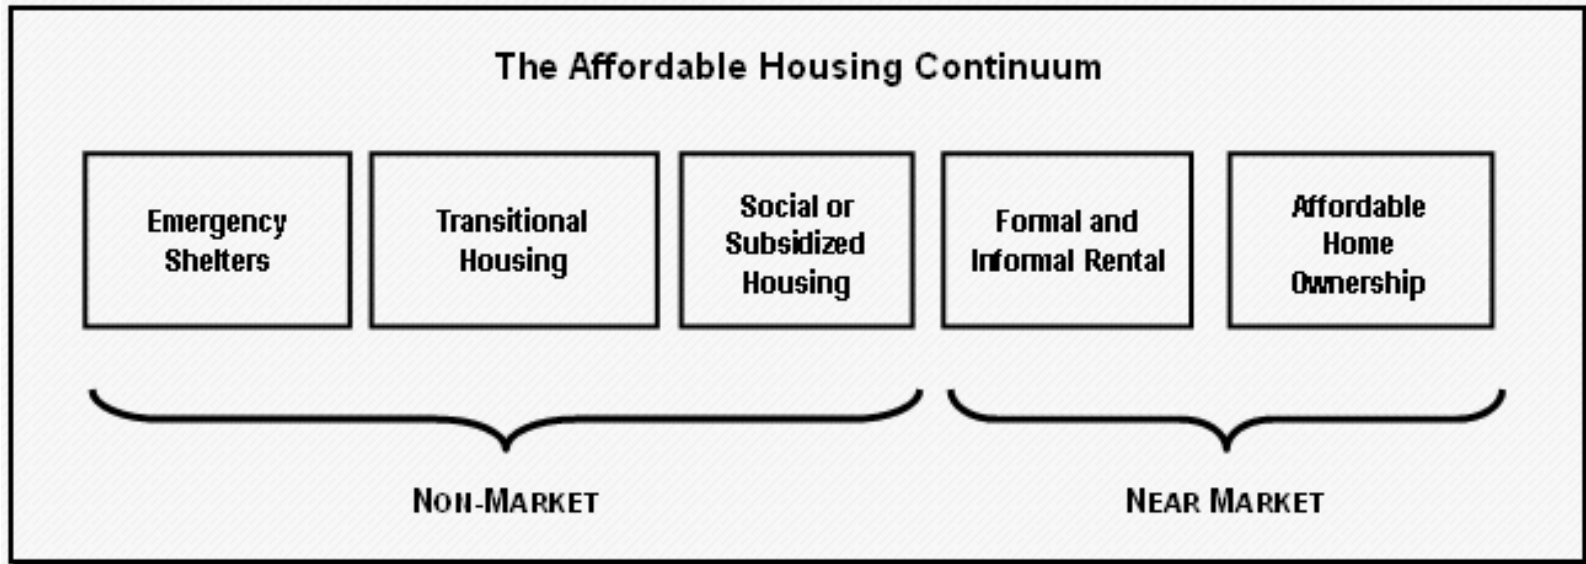 The Affordable Housing Continuum
Emergency
Shelters
Transitional
Housing
Social or
Subsidized
Housing
Formal and
Informal Rental
Affordable
Home
Ownership
NON-MARKET
NEAR MARKET